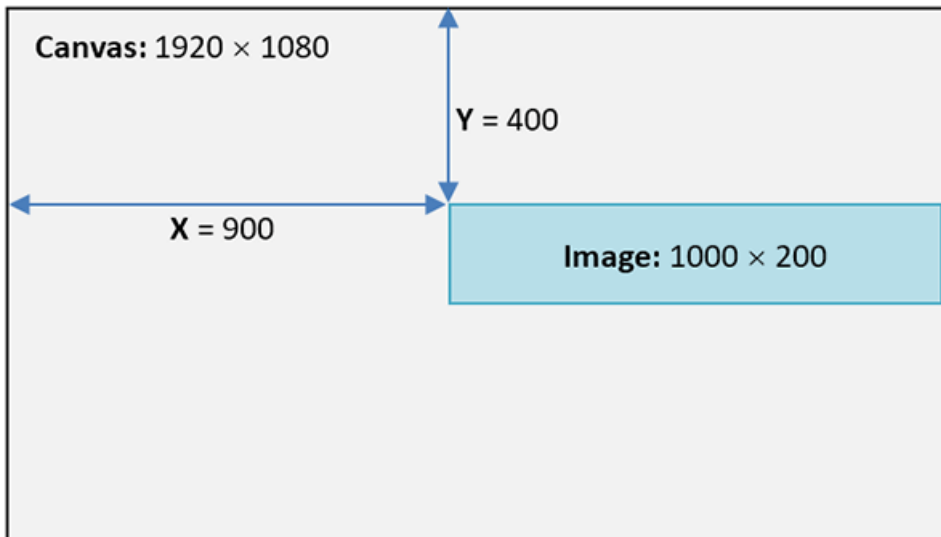 Canvas: 1920 × 1080
Y = 400
X = 900
Image: 1000 × 200